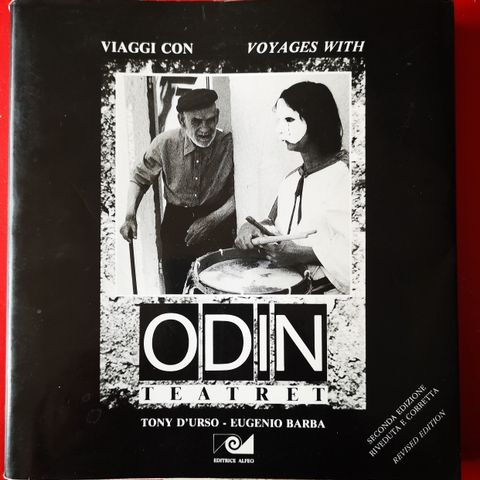 VIAGGI CON VOYAGES WITH
ODIN
TEATRET
TONY D'URSO - EUGENIO BARBA
EDITRICE ALFEO
SECONDA EDIZIONE
RIVEDUTA E CORRETTA
REVISED EDITION